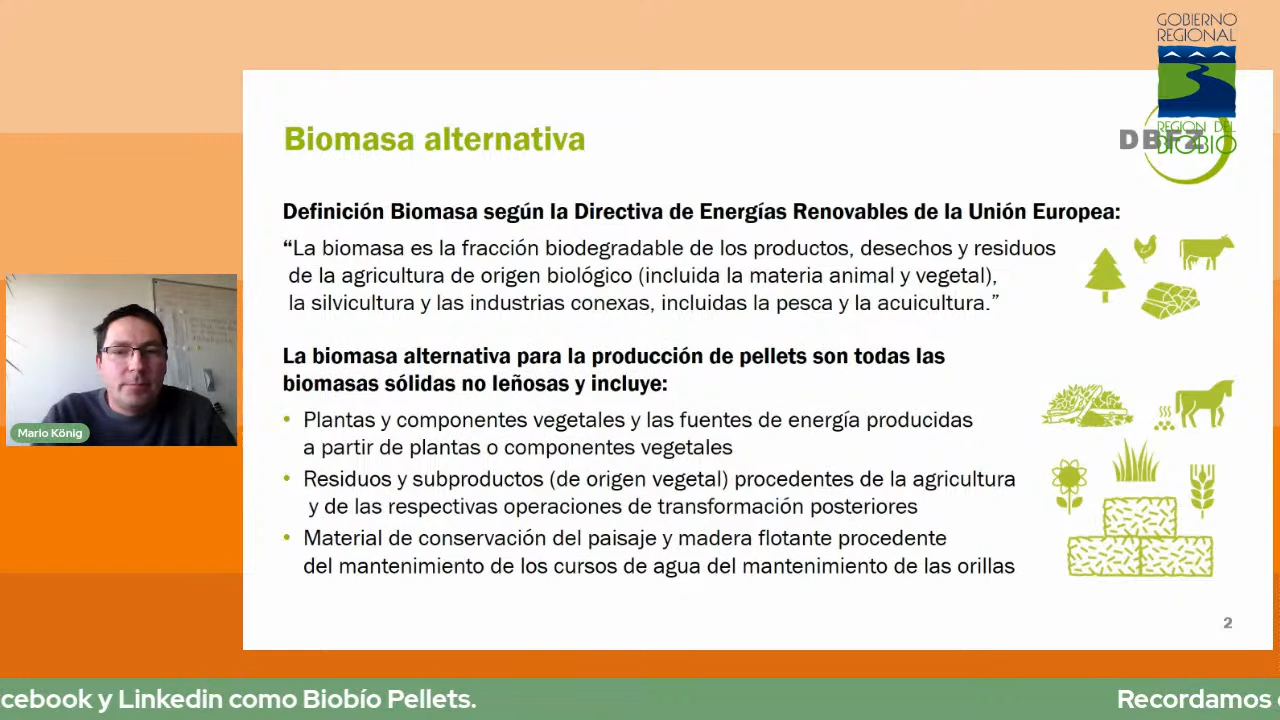 GOBIERNO
REGIONAL
REGION DEL
BIOBIO
DBFZ
Biomasa alternativa
Definición Biomasa según la Directiva de Energías Renovables de la Unión Europea:
“La biomasa es la fracción biodegradable de los productos, desechos y residuos
de la agricultura de origen biológico (incluida la materia animal y vegetal),
la silvicultura y las industrias conexas, incluidas la pesca y la acuicultura.”
La biomasa alternativa para la producción de pellets son todas las
biomasas sólidas no leñosas y incluye:
• Plantas y componentes vegetales y las fuentes de energía producidas
a partir de plantas o componentes vegetales
• Residuos y subproductos (de origen vegetal) procedentes de la agricultura
y de las respectivas operaciones de transformación posteriores
• Material de conservación del paisaje y madera flotante procedente
del mantenimiento de los cursos de agua del mantenimiento de las orillas
2
Mario König
cebook y Linkedin como Biobío Pellets.
Recordamos